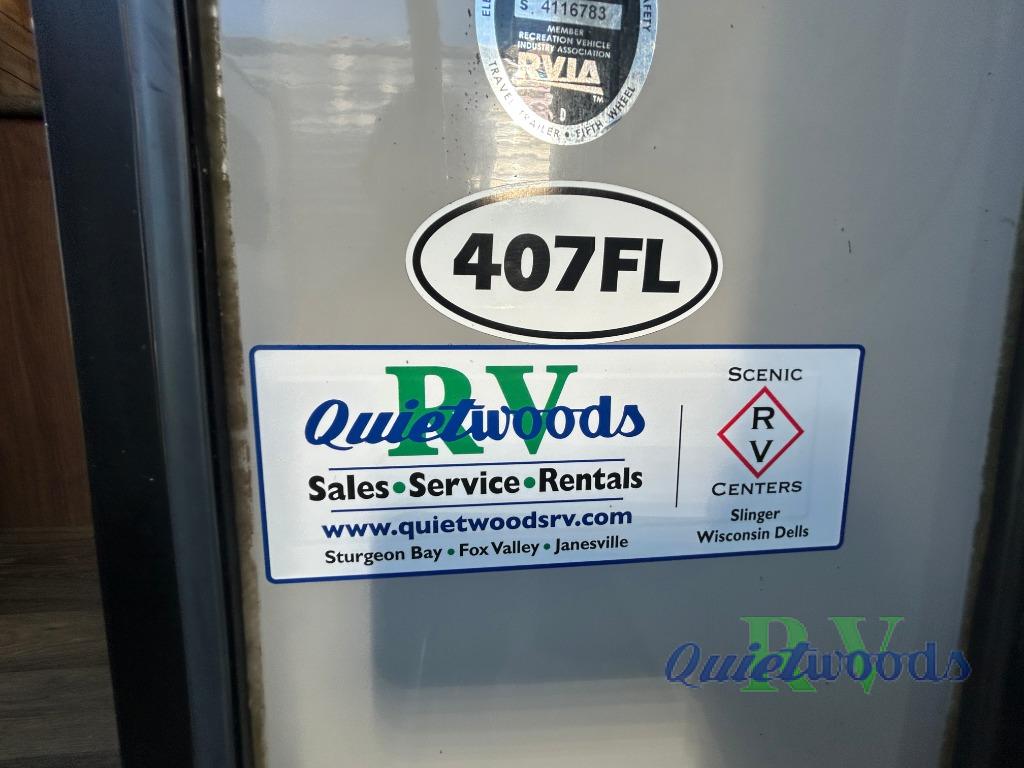 S. 4116783
MEMBER
RECREATION VEHICLE
INDUSTRY ASSOCIATION
RVIA
TM
D
TRAVEL TRAILER • FIFTH WHEEL
407FL
RV
Quietwoods
Sales•Service•Rentals
www.quietwoodsrv.com
Sturgeon Bay • Fox Valley • Janesville
SCENIC
R
V
CENTERS
Slinger
Wisconsin Dells
RV
Quietwoods